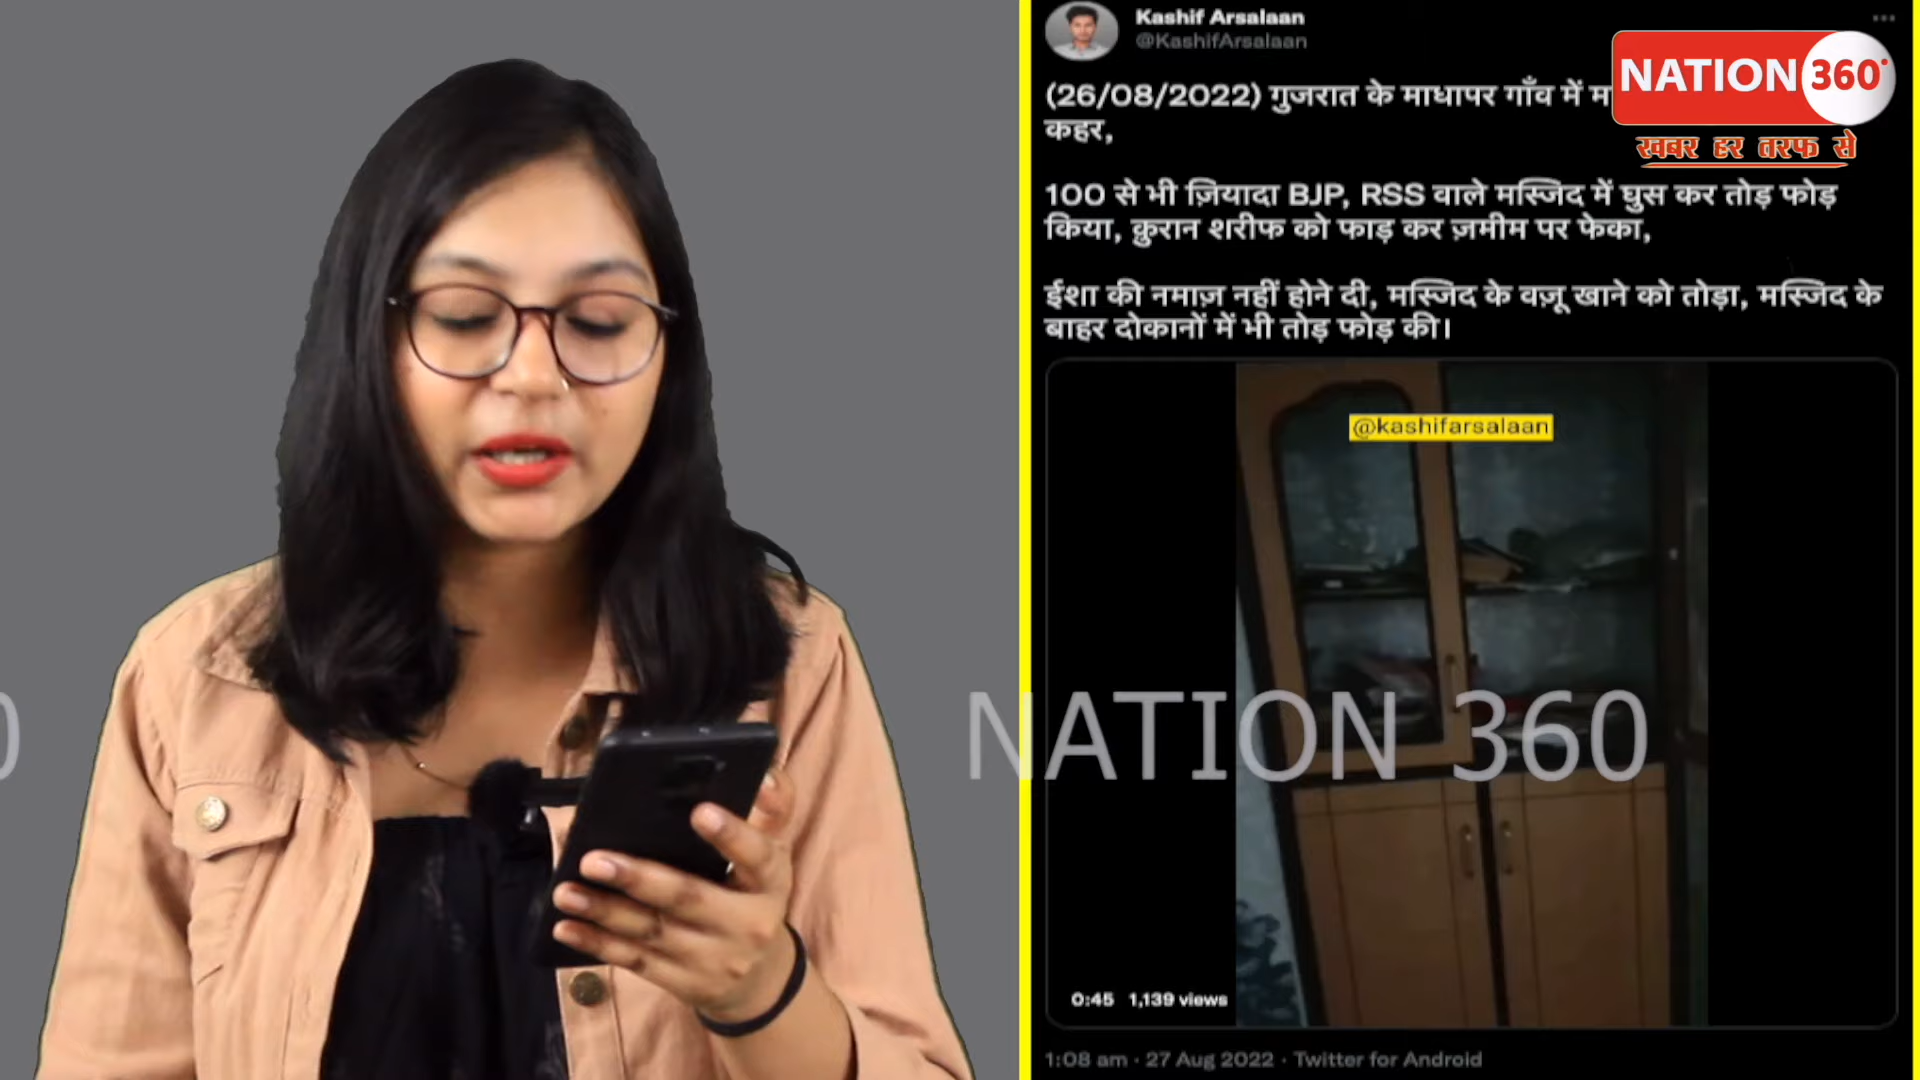 Kashif Arsalaan
@KashifArsalaan
NATION 360°
खबर हर तरफ से
(26/08/2022) गुजरात के माधापर गाँव में
कहर,
100 से भी ज़ियादा BJP, RSS वाले मस्जिद में घुस कर तोड़ फोड़
किया, क़ुरान शरीफ को फाड़ कर ज़मीम पर फेका,
ईशा की नमाज़ नहीं होने दी, मस्जिद के वज़ू खाने को तोड़ा, मस्जिद के
बाहर दोकानों में भी तोड़ फोड़ की।
@kashifarsalaan
0
NATION 360
0:45 1,139 views
1:08 am · 27 Aug 2022 · Twitter for Android